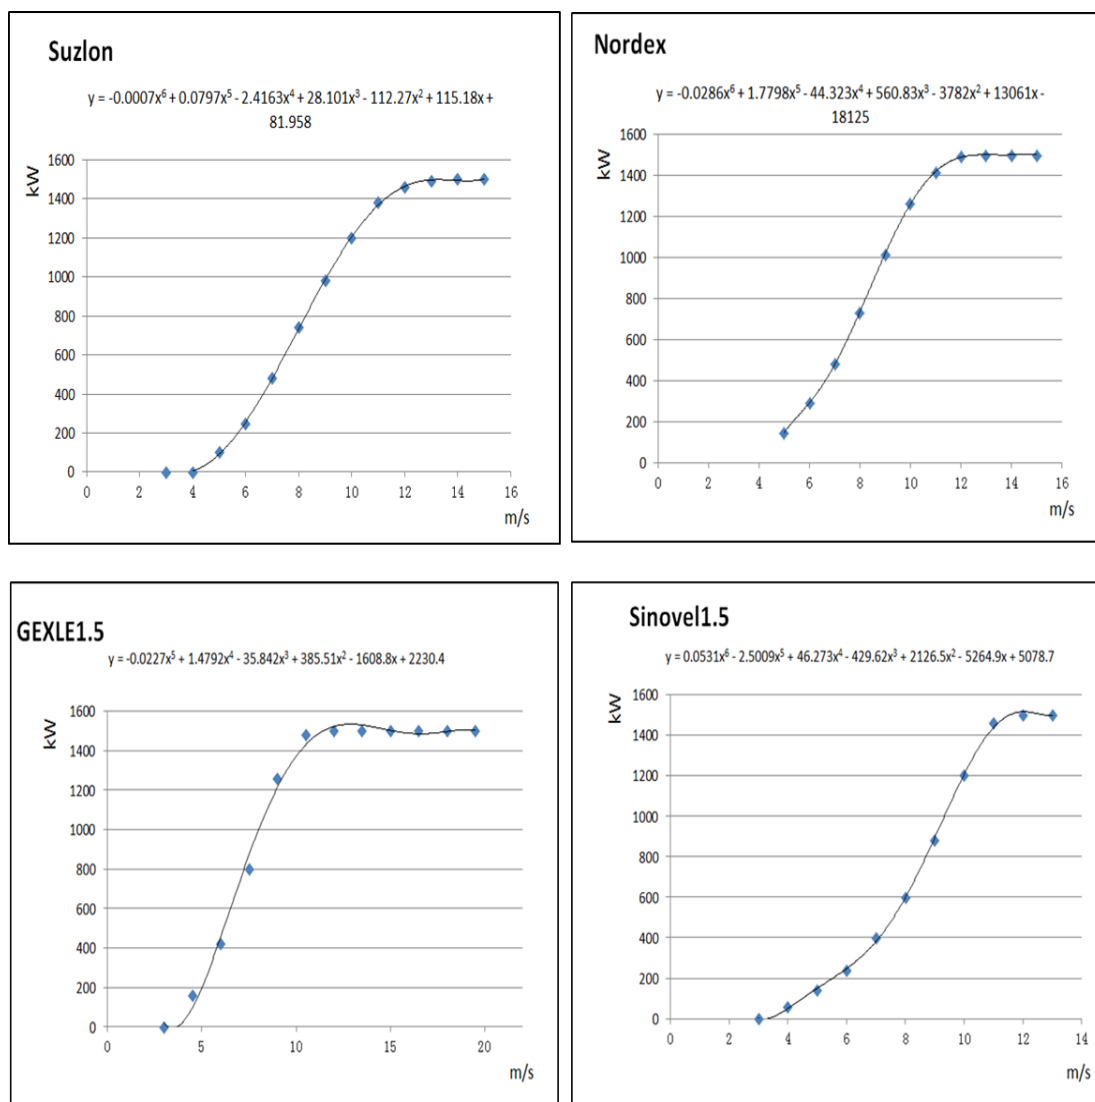 Suzlon
y = -0.0007x⁶ + 0.0797x⁵ - 2.4163x⁴ + 28.101x³ - 112.27x² + 115.18x +
81.958
kW
1600
1400
1200
1000
800
600
400
200
0
0 2 4 6 8 10 12 14 16
m/s
Nordex
y = -0.0286x⁶ + 1.7798x⁵ - 44.323x⁴ + 560.83x³ - 3782x² + 13061x -
18125
kW
1600
1400
1200
1000
800
600
400
200
0
0 2 4 6 8 10 12 14 16
m/s
GEXLE1.5
y = -0.0227x⁵ + 1.4792x⁴ - 35.842x³ + 385.51x² - 1608.8x + 2230.4
kW
1600
1400
1200
1000
800
600
400
200
0
0 5 10 15 20
m/s
Sinovel1.5
y = 0.0531x⁶ - 2.5009x⁵ + 46.273x⁴ - 429.62x³ + 2126.5x² - 5264.9x + 5078.7
kW
1600
1400
1200
1000
800
600
400
200
0
0 2 4 6 8 10 12 14
m/s